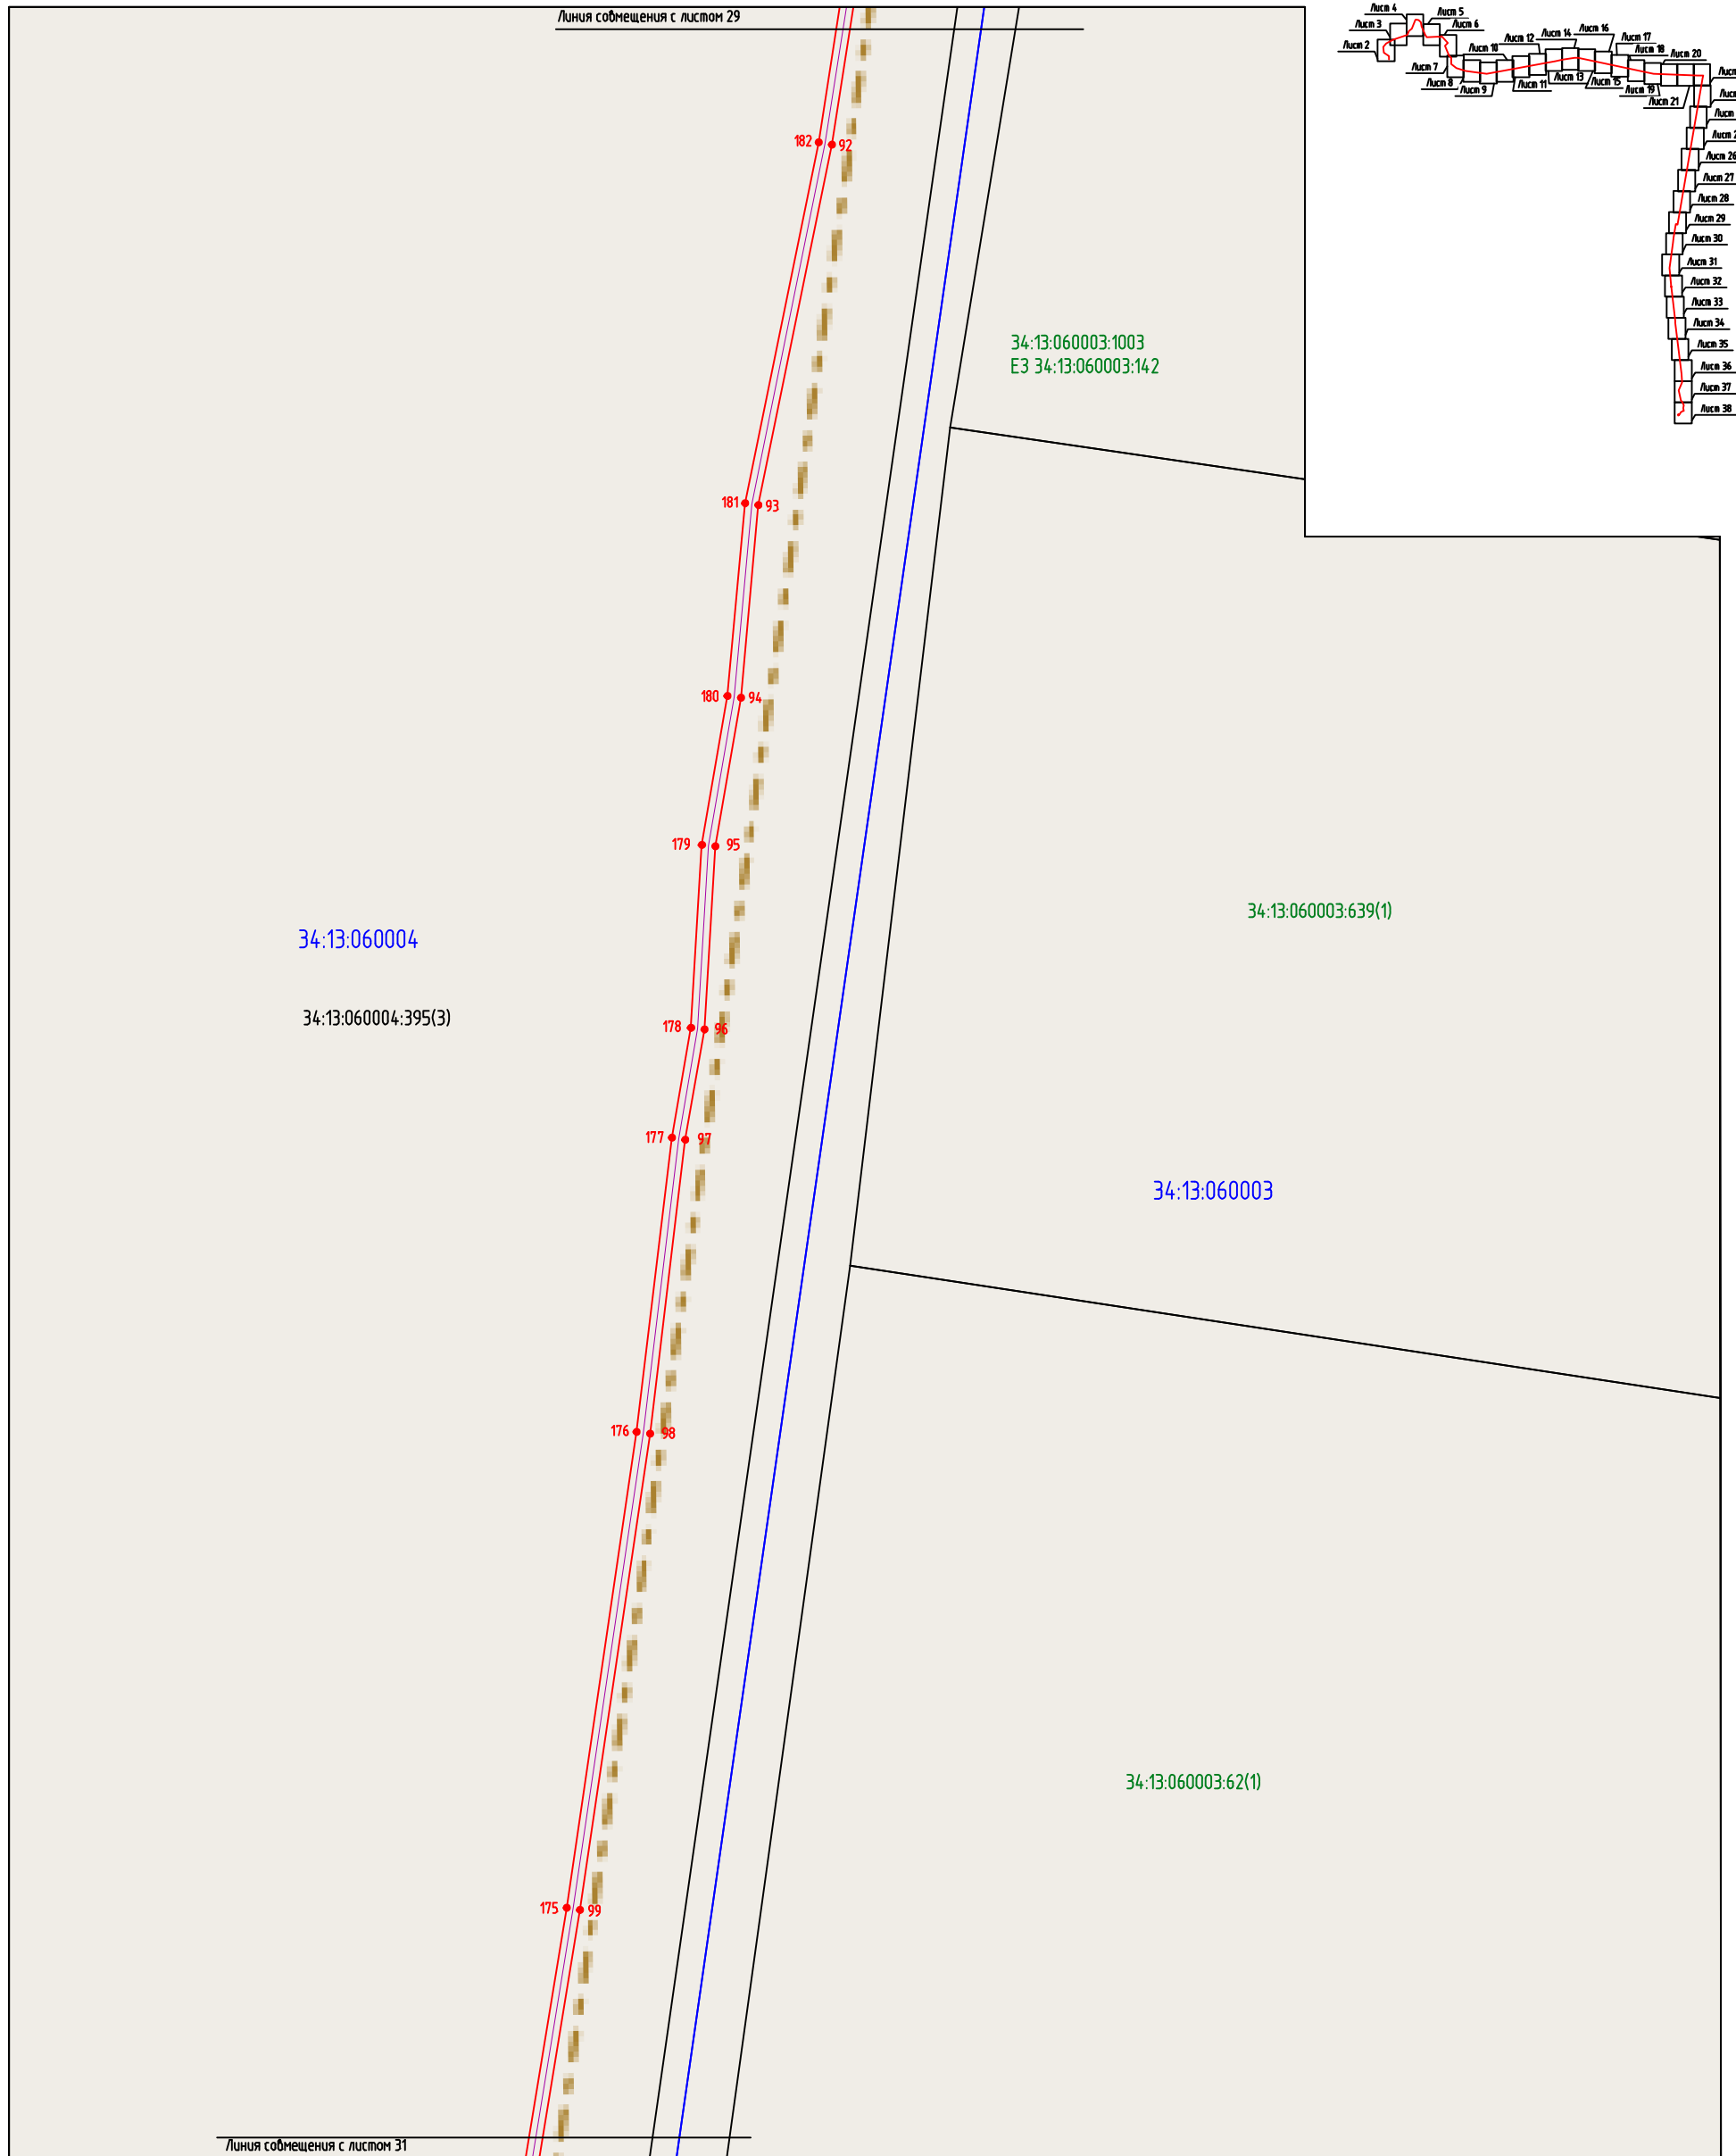 Линия совмещения с листом 29
Лист 4
Лист 5
Лист 3
Лист 6
Лист 2
Лист 12
Лист 14
Лист 16
Лист 17
Лист 10
Лист 18
Лист 20
Лист 7
Лист 8
Лист 9
Лист 11
Лист 13
Лист 15
Лист 19
Лист 21
Лист
Лист
Лист
Лист 26
Лист 27
Лист 28
Лист 29
Лист 30
Лист 31
Лист 32
Лист 33
Лист 34
Лист 35
Лист 36
Лист 37
Лист 38
182
92
34:13:060003:1003
ЕЗ 34:13:060003:142
181
93
180
94
179
95
34:13:060003:639(1)
34:13:060004
34:13:060004:395(3)
178
96
177
97
34:13:060003
176
98
34:13:060003:62(1)
175
99
Линия совмещения с листом 31